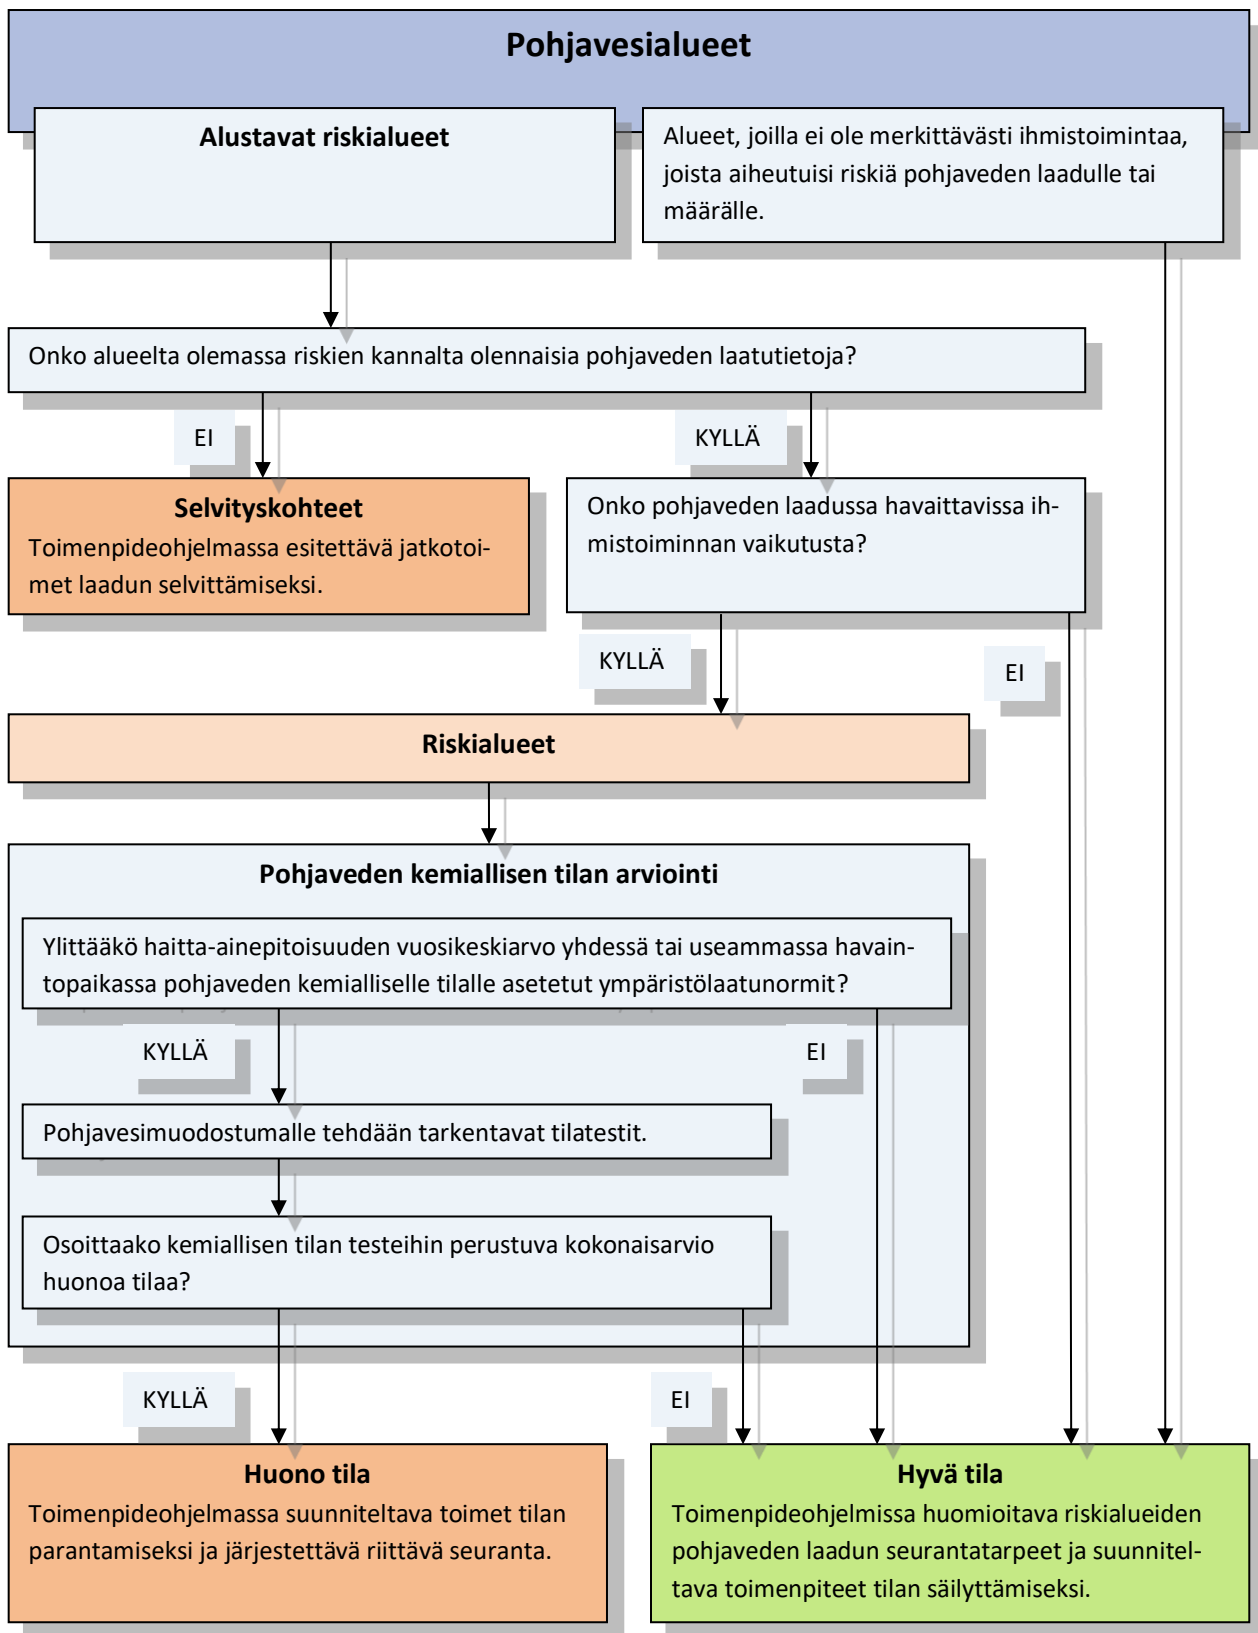 Pohjavesialueet
Alustavat riskialueet
Alueet, joilla ei ole merkittävästi ihmistoimintaa,
joista aiheutuisi riskiä pohjaveden laadulle tai
määrälle.
Onko alueelta olemassa riskien kannalta olennaisia pohjaveden laatutietoja?
EI
KYLLÄ
Selvityskohteet
Toimenpideohjelmassa esitettävä jatkotoi-
met laadun selvittämiseksi.
Onko pohjaveden laadussa havaittavissa ih-
mistoiminnan vaikutusta?
KYLLÄ
EI
Riskialueet
Pohjaveden kemiallisen tilan arviointi
Ylittääkö haitta-ainepitoisuuden vuosikeskiarvo yhdessä tai useammassa havain-
topaikassa pohjaveden kemialliselle tilalle asetetut ympäristölaatunormit?
KYLLÄ
EI
Pohjavesimuodostumalle tehdään tarkentavat tilatestit.
Osoittaako kemiallisen tilan testeihin perustuva kokonaisarvio
huonoa tilaa?
KYLLÄ
EI
Huono tila
Toimenpideohjelmassa suunniteltava toimet tilan
parantamiseksi ja järjestettävä riittävä seuranta.
Hyvä tila
Toimenpideohjelmissa huomioitava riskialueiden
pohjaveden laadun seurantatarpeet ja suunnitel-
tava toimenpiteet tilan säilyttämiseksi.